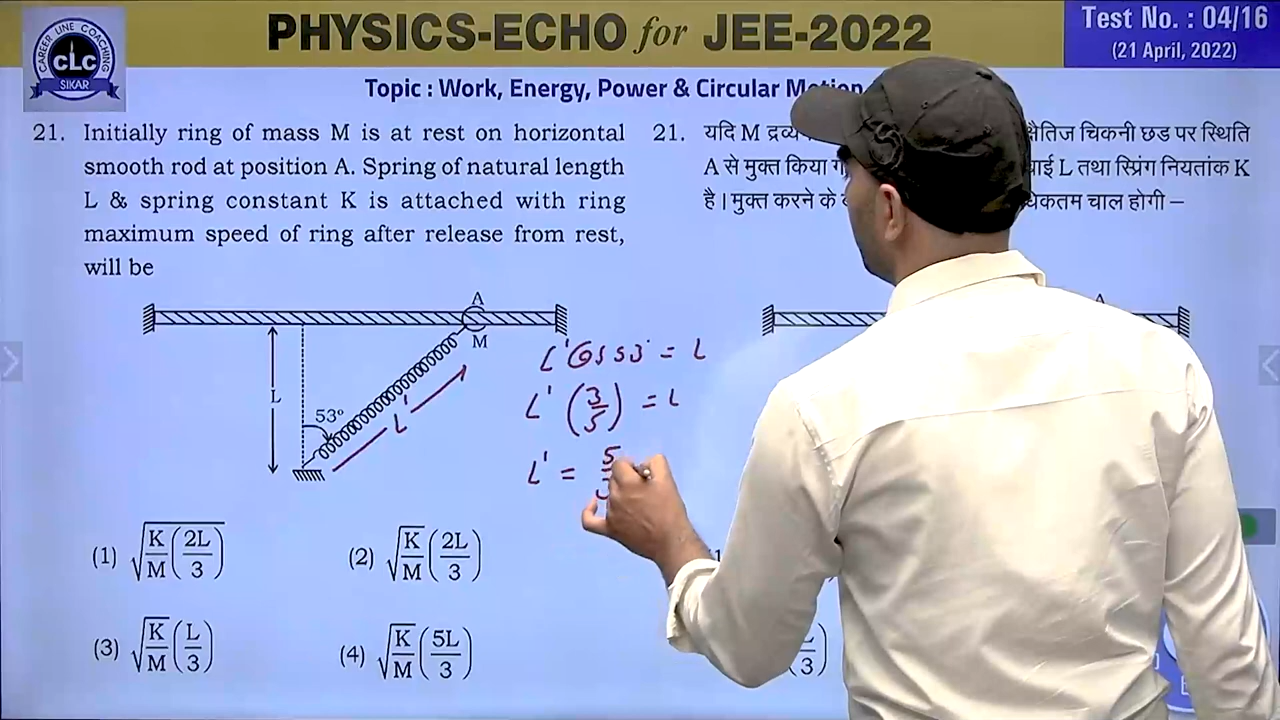 CAREER LINE COACHING
CLC
SIKAR
PHYSICS-ECHO for JEE-2022
Test No. : 04/16
(21 April, 2022)
Topic : Work, Energy, Power & Circular Motion
21. Initially ring of mass M is at rest on horizontal
smooth rod at position A. Spring of natural length
L & spring constant K is attached with ring
maximum speed of ring after release from rest,
will be
21. यदि M
क्षैतिज चिकनी छड पर स्थिति
A से मुक्त किया
L तथा स्प्रिंग नियतांक K
है। मुक्त करने के
चाल होगी –
A
M
L
53°
L'
L' cos 53° = L
L' (3/5) = L
L' = 5
(1) √(K/M (2L/3))
(2) √(K/M) (2L/3)
(3) √(K/M) (L/3)
(4) √(K/M) (5L/3)
A
3)